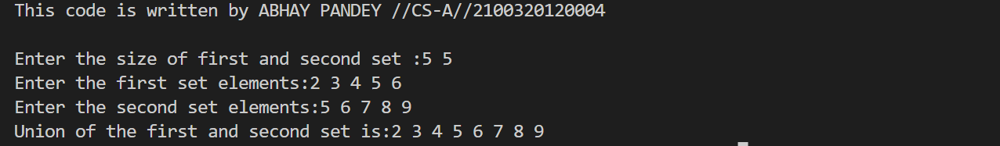 This code is written by ABHAY PANDEY //CS-A//2100320120004
Enter the size of first and second set :5 5
Enter the first set elements:2 3 4 5 6
Enter the second set elements:5 6 7 8 9
Union of the first and second set is:2 3 4 5 6 7 8 9